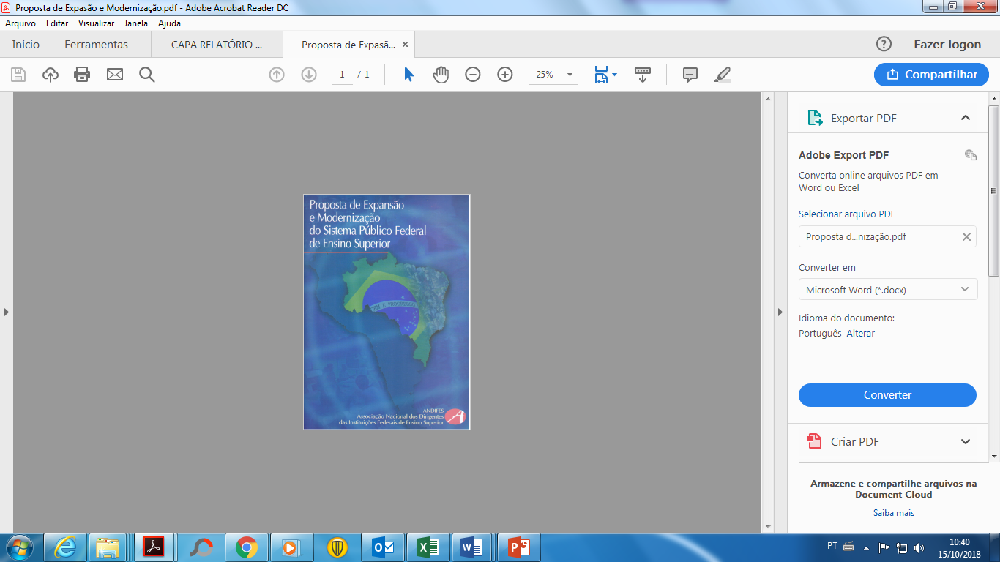 Proposta de Expasão e Modernização.pdf - Adobe Acrobat Reader DC
Arquivo Editar Visualizar Janela Ajuda
Início Ferramentas CAPA RELATÓRIO ... Proposta de Expasã... × ? Fazer logon
1 / 1 25% Compartilhar
Exportar PDF
Adobe Export PDF
Converta online arquivos PDF em
Word ou Excel
Selecionar arquivo PDF
Proposta d...nização.pdf
Converter em
Microsoft Word (*.docx)
Idioma do documento:
Português Alterar
Converter
Criar PDF
Armazene e compartilhe arquivos na
Document Cloud
Saiba mais
Proposta de Expansão
e Modernização
do Sistema Público Federal
de Ensino Superior
E PROGRESSO
ANDIFES
Associação Nacional dos Dirigentes
das Instituições Federais de Ensino Superior
A
PT
10:40
15/10/2018